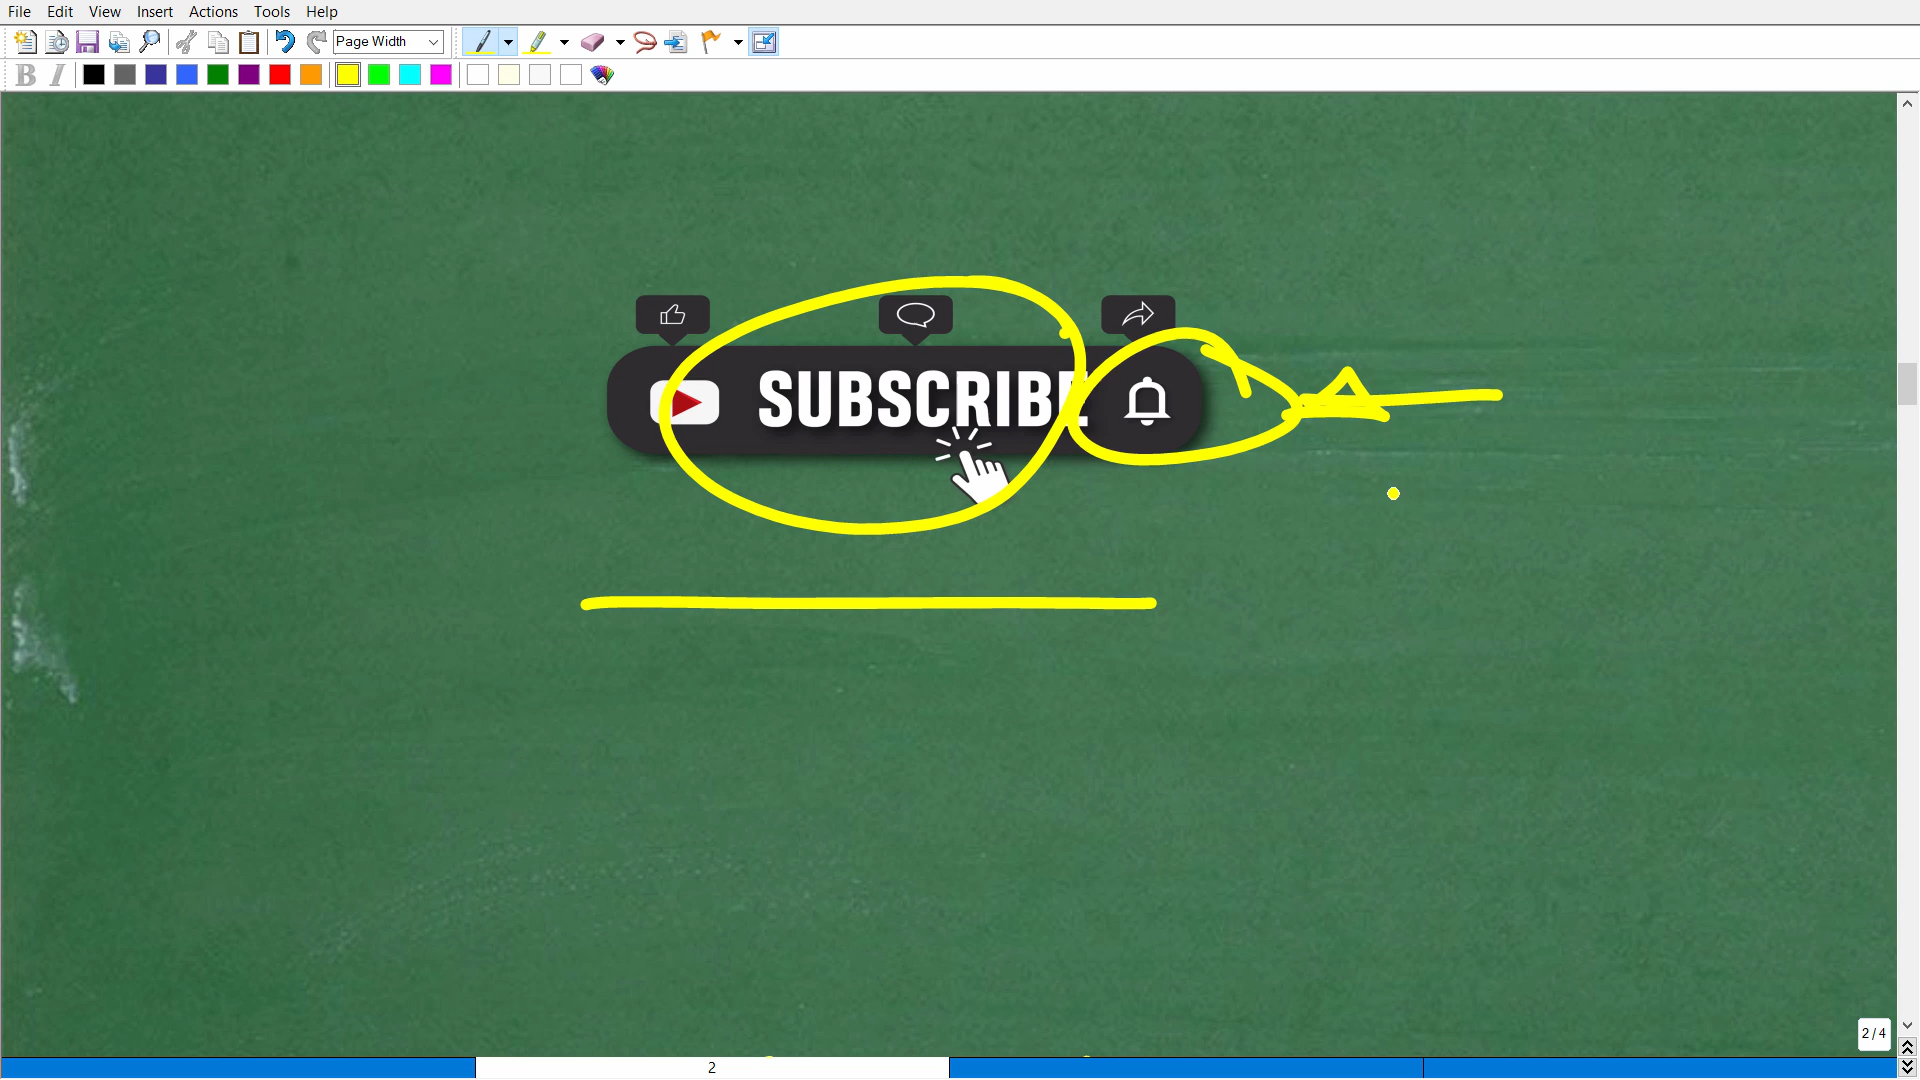 File Edit View Insert Actions Tools Help
Page Width
B I
SUBSCRIBE
2 / 4
2